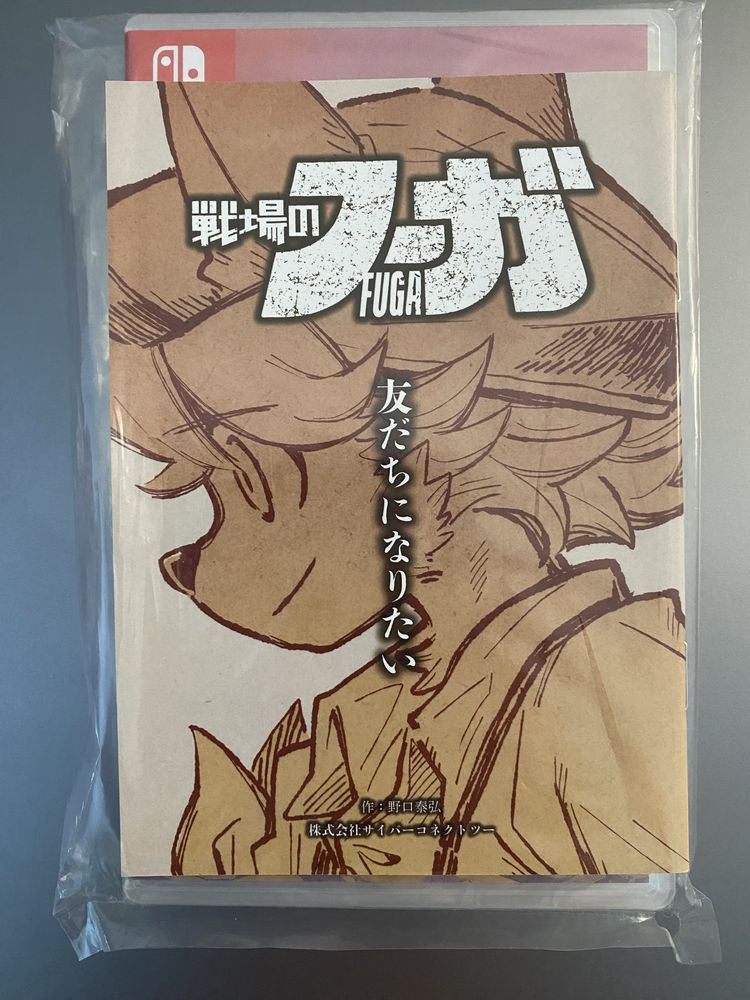 戦場のフーガ
FUGA
友だちになりたい
作:野口泰弘
株式会社サイバーコネクトツー